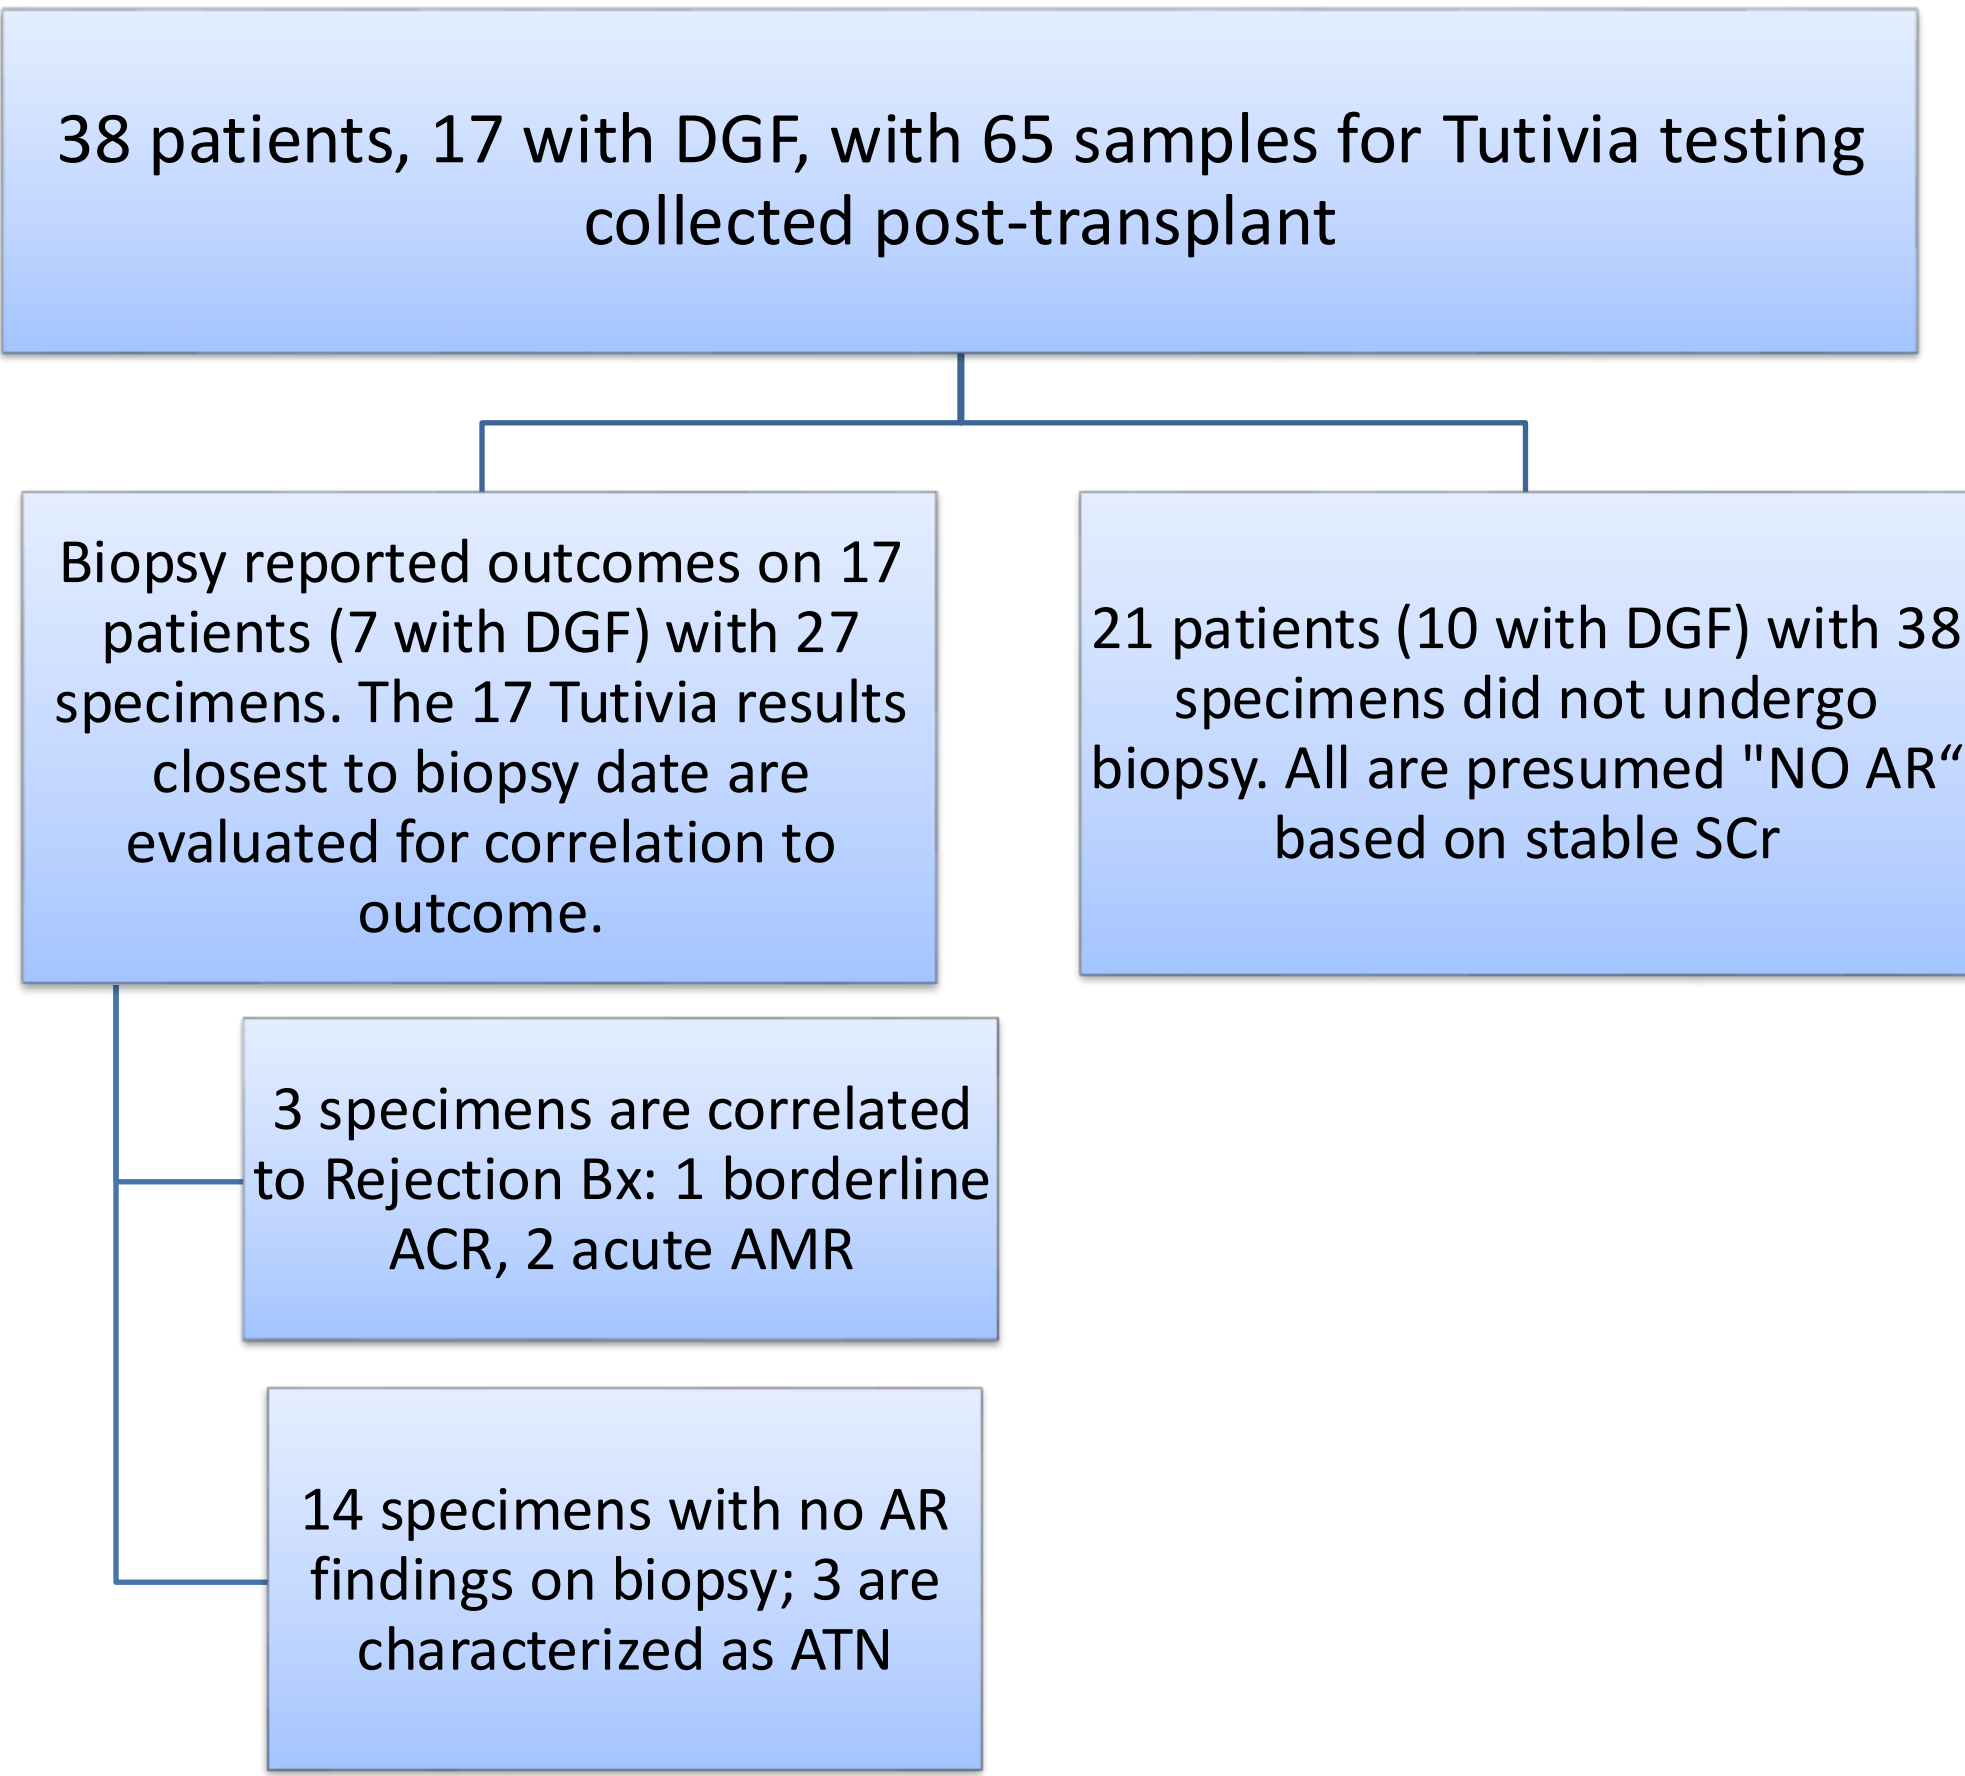 38 patients, 17 with DGF, with 65 samples for Tutivia testing
collected post-transplant
Biopsy reported outcomes on 17
patients (7 with DGF) with 27
specimens. The 17 Tutivia results
closest to biopsy date are
evaluated for correlation to
outcome.
21 patients (10 with DGF) with 38
specimens did not undergo
biopsy. All are presumed "NO AR“
based on stable SCr
3 specimens are correlated
to Rejection Bx: 1 borderline
ACR, 2 acute AMR
14 specimens with no AR
findings on biopsy; 3 are
characterized as ATN